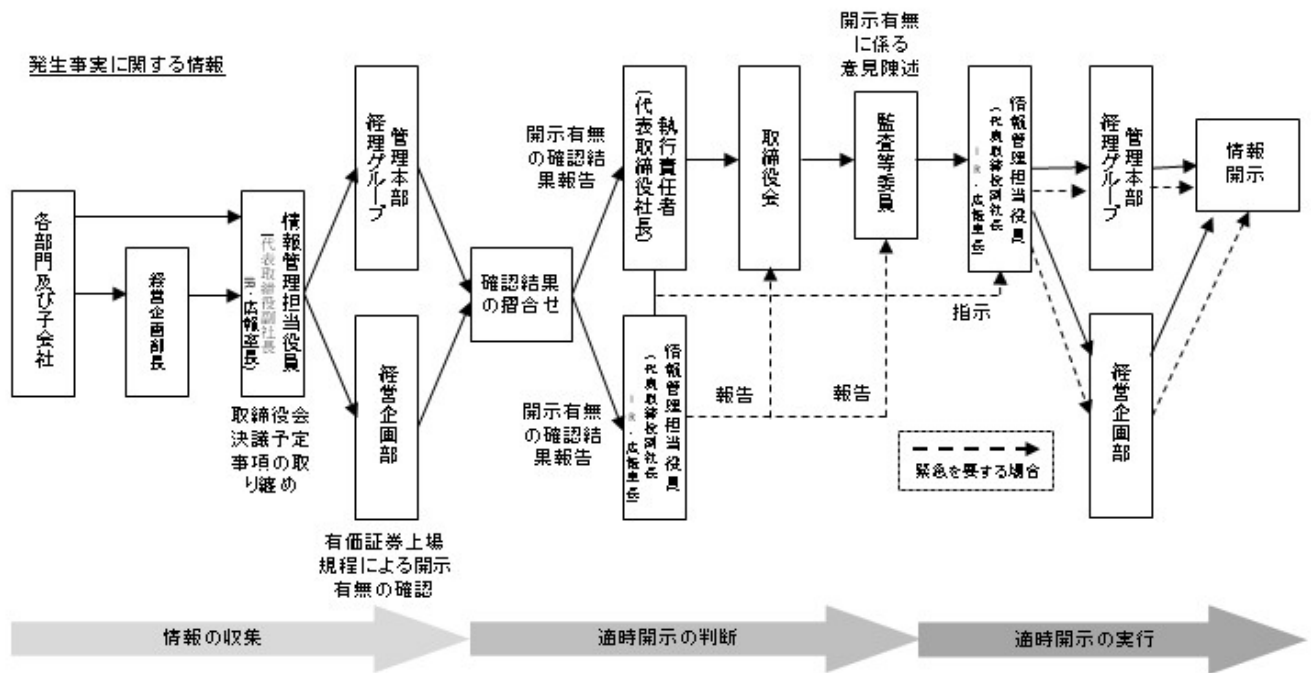 発生事実に関する情報
各部門及び子会社
経営企画部長
情報管理担当役員
(代表取締役副社長
IR・広報室長)
取締役会
決議予定
事項の取
り纏め
管理本部
経理グループ
経営企画部
有価証券上場
規程による開示
有無の確認
確認結果
の摺合せ
開示有無
の確認結
果報告
執行責任者
(代表取締役社長)
開示有無
の確認結
果報告
情報管理担当役員
(代表取締役副社長
IR・広報室長)
取締役会
報告
開示有無
に係る
意見陳述
監査等委員
報告
情報管理担当役員
(代表取締役副社長
IR・広報室長)
指示
管理本部
経理グループ
経営企画部
情報
開示
緊急を要する場合
情報の収集
適時開示の判断
適時開示の実行